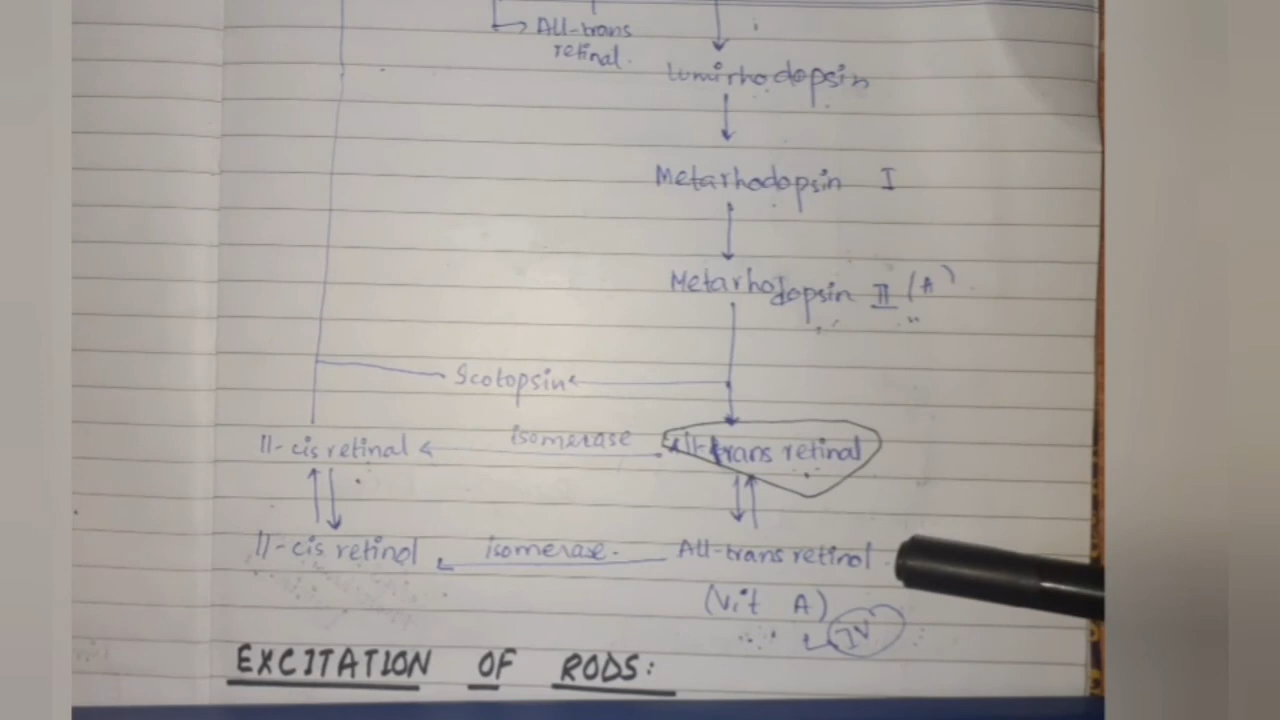 All-trans
retinal.
Lumirhodopsin
Metarhodopsin I
Metarhodopsin II (A)
Scotopsin
11-cis retinal
isomerase
All-trans retinal
11-cis retinol
isomerase.
All-trans retinol
(Vit A)
EXCITATION OF RODS: